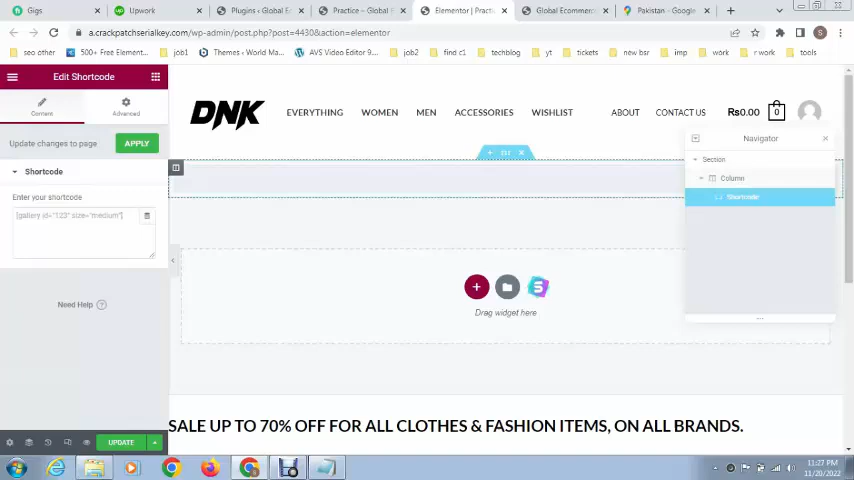 Gigs
Upwork
Plugins ‹ Global E
Practice – Global E
Elementor | Practi
Global Ecommerc
Pakistan - Google
a.crackpatchserialkey.com/wp-admin/post.php?post=4430&action=elementor
seo other
500+ Free Element...
job1
Themes ‹ World Ma...
AVS Video Editor 9...
job2
find c1
techblog
yt
tickets
new bsr
imp
work
r work
tools
Edit Shortcode
Content
Advanced
Update changes to page
APPLY
Shortcode
Enter your shortcode
[gallery id="123" size="medium"]
Need Help
UPDATE
DNK
EVERYTHING
WOMEN
MEN
ACCESSORIES
WISHLIST
ABOUT
CONTACT US
₨0.00
0
Navigator
Section
Column
Shortcode
Drag widget here
SALE UP TO 70% OFF FOR ALL CLOTHES & FASHION ITEMS, ON ALL BRANDS.
11:27 PM
11/20/2022